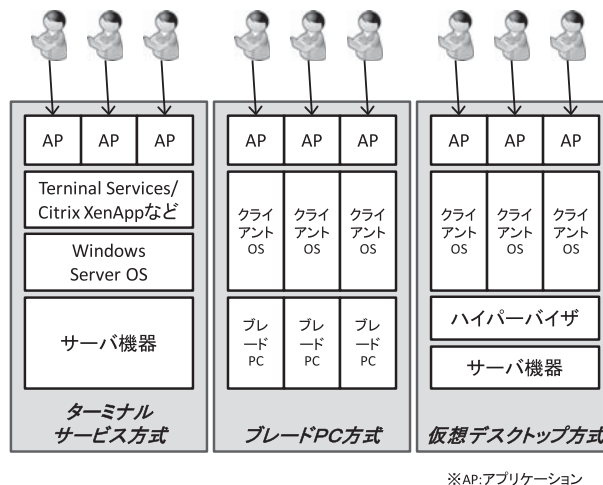 AP AP AP
Terninal Services/
Citrix XenAppなど
Windows
Server OS
サーバ機器
ターミナル
サービス方式
AP AP AP
クライ クライ クライ
アント アント アント
OS OS OS
ブレ ブレ ブレ
ード ード ード
PC PC PC
ブレードPC方式
AP AP AP
クライ クライ クライ
アント アント アント
OS OS OS
ハイパーバイザ
サーバ機器
仮想デスクトップ方式
※AP:アプリケーション